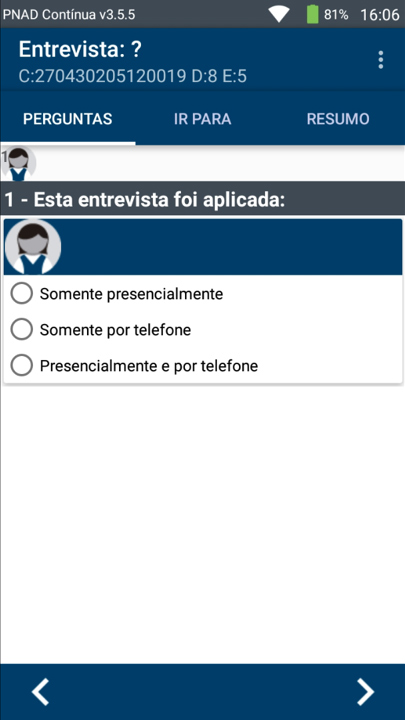 PNAD Contínua v3.5.5 81% 16:06
Entrevista: ?
C:270430205120019 D:8 E:5
PERGUNTAS IR PARA RESUMO
1
1 - Esta entrevista foi aplicada:
Somente presencialmente
Somente por telefone
Presencialmente e por telefone